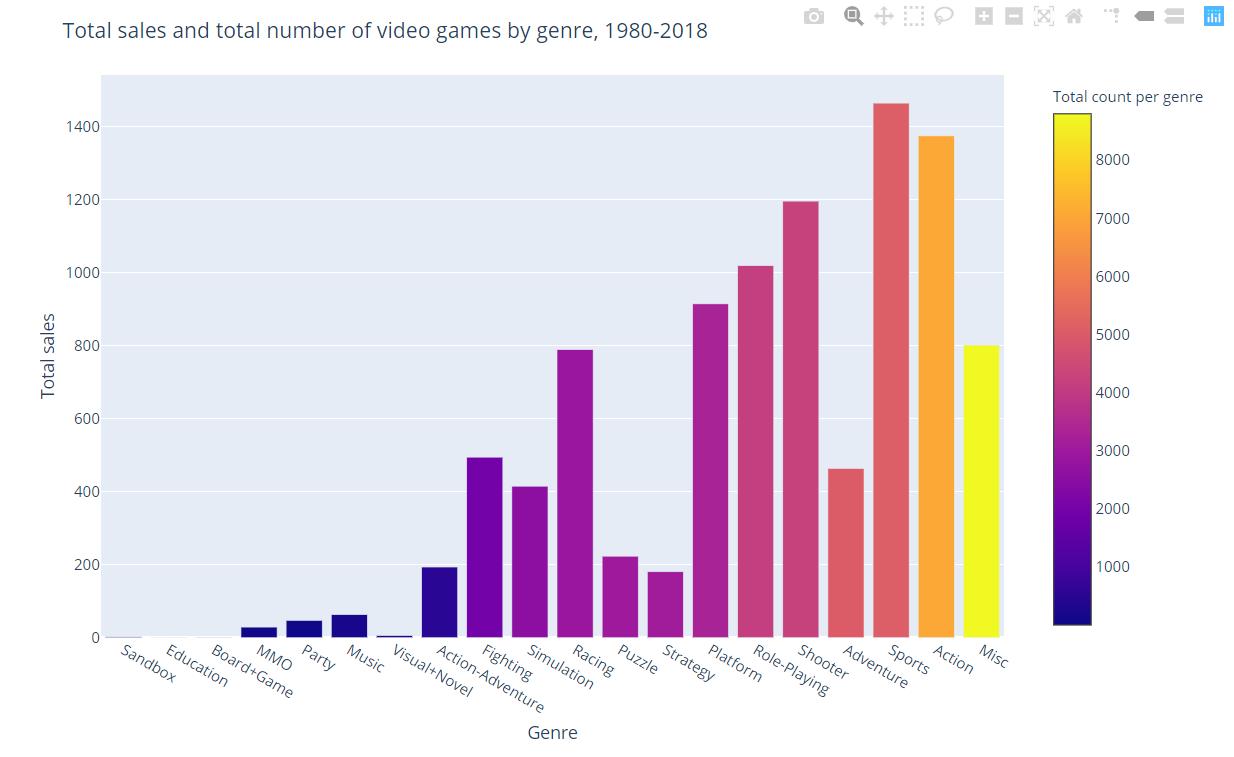 Total sales and total number of video games by genre, 1980-2018
Total count per genre
8000
7000
6000
5000
4000
3000
2000
1000
Total sales
1400
1200
1000
800
600
400
200
0
Sandbox
Education
Board+Game
MMO
Party
Music
Visual+Novel
Action-Adventure
Fighting
Simulation
Racing
Puzzle
Strategy
Platform
Role-Playing
Shooter
Adventure
Sports
Action
Misc
Genre